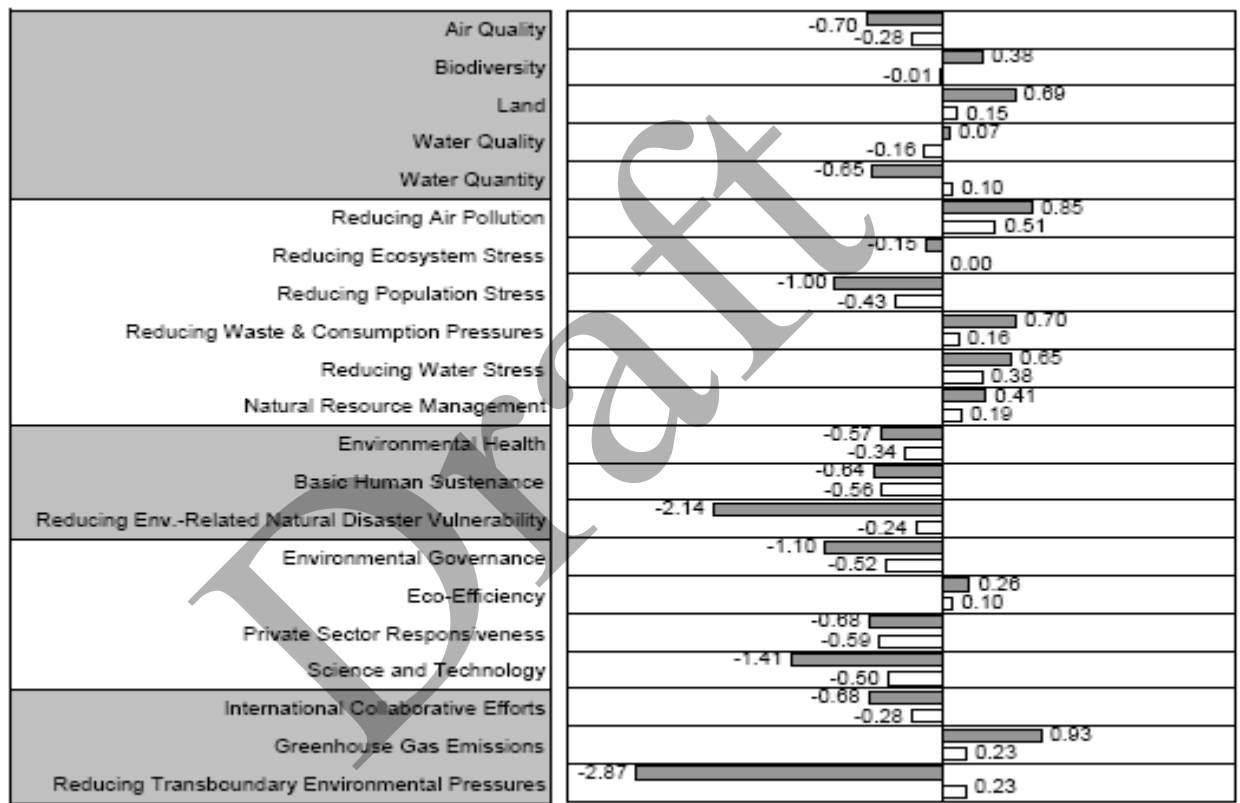 Air Quality -0.70 -0.28
Biodiversity 0.38 -0.01
Land 0.69 0.15
Water Quality 0.07 -0.16
Water Quantity -0.65 0.10
Reducing Air Pollution 0.85 0.51
Reducing Ecosystem Stress -0.15 0.00
Reducing Population Stress -1.00 -0.43
Reducing Waste & Consumption Pressures 0.70 0.16
Reducing Water Stress 0.65 0.38
Natural Resource Management 0.41 0.19
Environmental Health -0.57 -0.34
Basic Human Sustenance -0.64 -0.56
Reducing Env.-Related Natural Disaster Vulnerability -2.14 -0.24
Environmental Governance -1.10 -0.52
Eco-Efficiency 0.26 0.10
Private Sector Responsiveness -0.68 -0.59
Science and Technology -1.41 -0.50
International Collaborative Efforts -0.68 -0.28
Greenhouse Gas Emissions 0.93 0.23
Reducing Transboundary Environmental Pressures -2.87 0.23
Draft